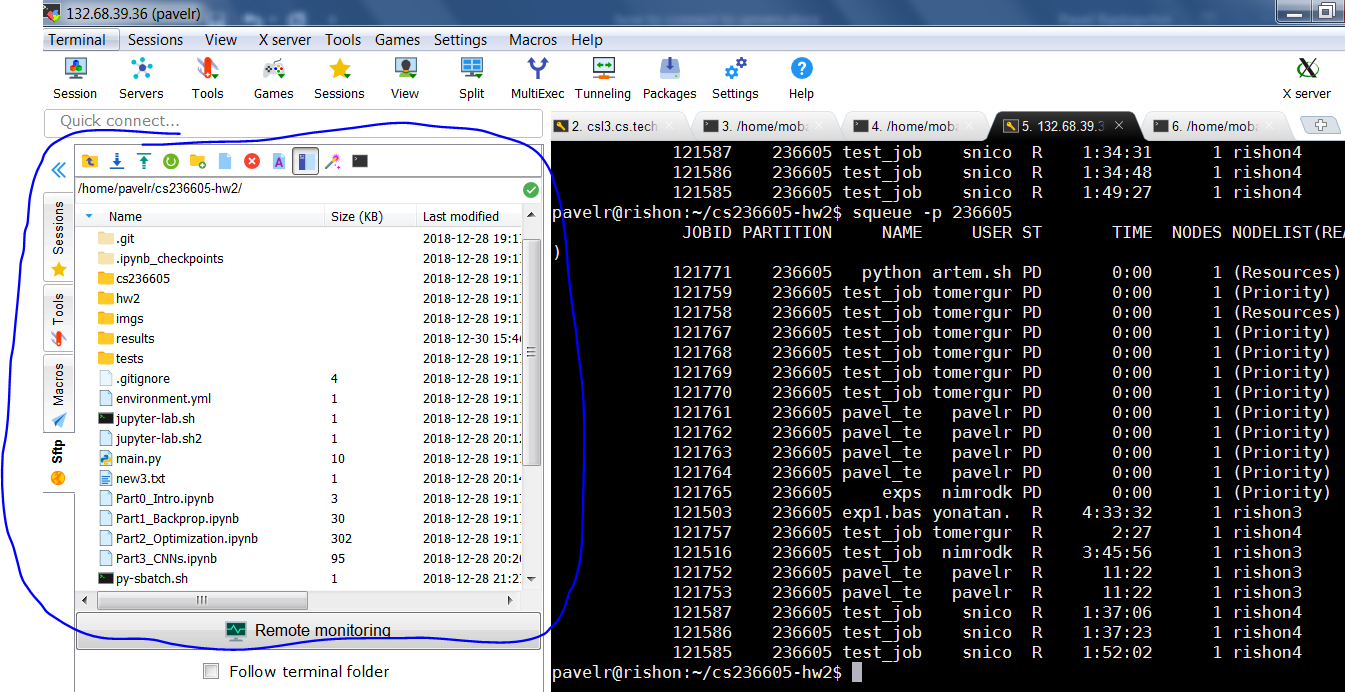 132.68.39.36 (pavelr)
Terminal Sessions View X server Tools Games Settings Macros Help
Session Servers Tools Games Sessions View Split MultiExec Tunneling Packages Settings Help X server
Quick connect...
2. csl3.cs.tech 3. /home/moba 4. /home/moba 5. 132.68.39.3 6. /home/moba
/home/pavelr/cs236605-hw2/
Name Size (KB) Last modified
.git 2018-12-28 19:17
.ipynb_checkpoints 2018-12-28 19:17
cs236605 2018-12-28 19:17
hw2 2018-12-28 19:17
imgs 2018-12-28 19:17
results 2018-12-30 15:46
tests 2018-12-28 19:17
.gitignore 4 2018-12-28 19:17
environment.yml 1 2018-12-28 19:17
jupyter-lab.sh 1 2018-12-28 19:17
jupyter-lab.sh2 1 2018-12-28 20:12
main.py 10 2018-12-28 19:17
new3.txt 1 2018-12-28 20:14
Part0_Intro.ipynb 3 2018-12-28 19:17
Part1_Backprop.ipynb 30 2018-12-28 19:17
Part2_Optimization.ipynb 302 2018-12-28 19:17
Part3_CNNs.ipynb 95 2018-12-28 20:20
py-sbatch.sh 1 2018-12-28 21:27
Sessions
Tools
Macros
Sftp
Remote monitoring
Follow terminal folder
121587 236605 test_job snico R 1:34:31 1 rishon4
121586 236605 test_job snico R 1:34:48 1 rishon4
121585 236605 test_job snico R 1:49:27 1 rishon4
pavelr@rishon:~/cs236605-hw2$ squeue -p 236605
JOBID PARTITION NAME USER ST TIME NODES NODELIST(REA
)
121771 236605 python artem.sh PD 0:00 1 (Resources)
121759 236605 test_job tomergur PD 0:00 1 (Priority)
121758 236605 test_job tomergur PD 0:00 1 (Resources)
121767 236605 test_job tomergur PD 0:00 1 (Priority)
121768 236605 test_job tomergur PD 0:00 1 (Priority)
121769 236605 test_job tomergur PD 0:00 1 (Priority)
121770 236605 test_job tomergur PD 0:00 1 (Priority)
121761 236605 pavel_te pavelr PD 0:00 1 (Priority)
121762 236605 pavel_te pavelr PD 0:00 1 (Priority)
121763 236605 pavel_te pavelr PD 0:00 1 (Priority)
121764 236605 pavel_te pavelr PD 0:00 1 (Priority)
121765 236605 exps nimrodk PD 0:00 1 (Priority)
121503 236605 exp1.bas yonatan. R 4:33:32 1 rishon3
121757 236605 test_job tomergur R 2:27 1 rishon4
121516 236605 test_job nimrodk R 3:45:56 1 rishon3
121752 236605 pavel_te pavelr R 11:22 1 rishon3
121753 236605 pavel_te pavelr R 11:22 1 rishon3
121587 236605 test_job snico R 1:37:06 1 rishon4
121586 236605 test_job snico R 1:37:23 1 rishon4
121585 236605 test_job snico R 1:52:02 1 rishon4
pavelr@rishon:~/cs236605-hw2$